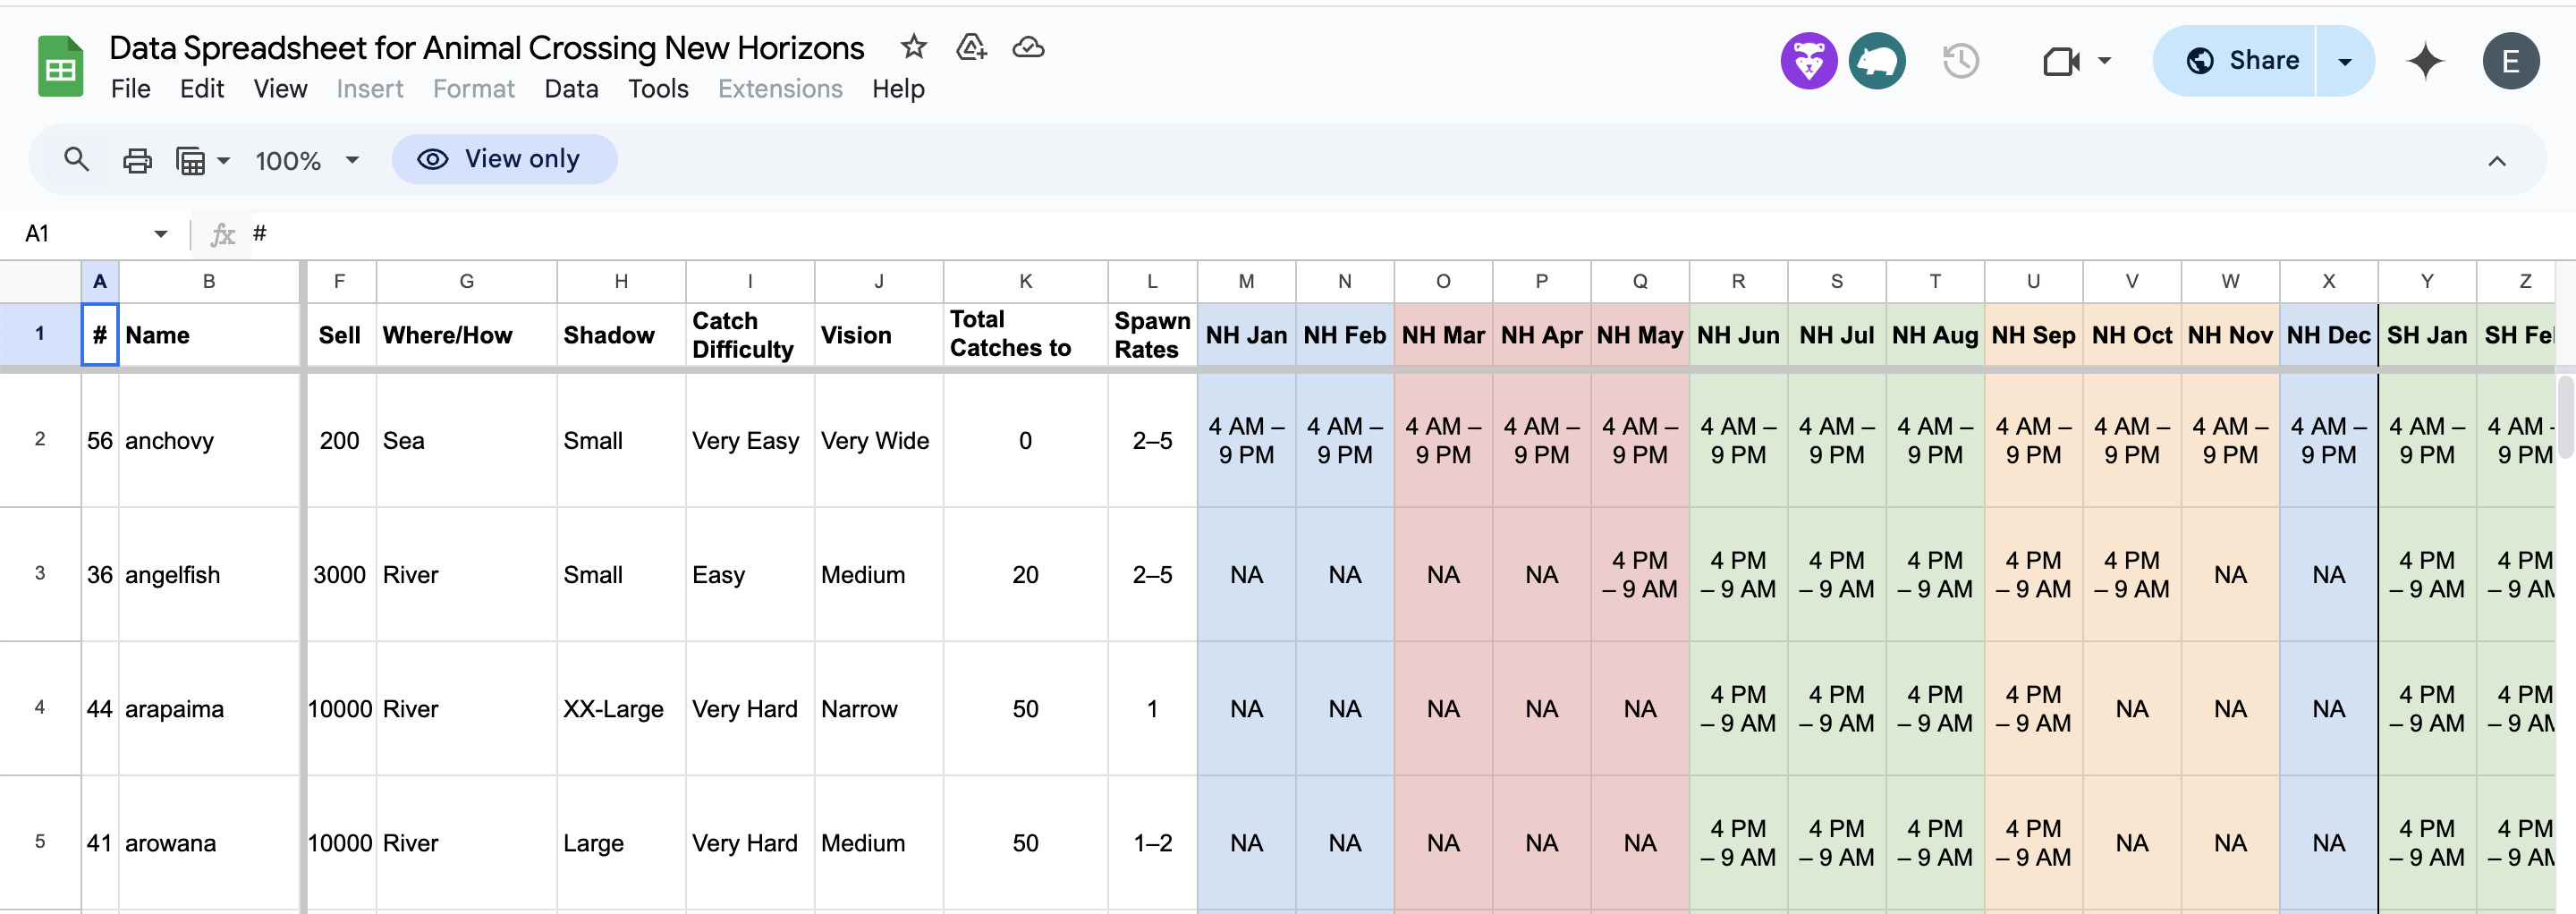 Data Spreadsheet for Animal Crossing New Horizons
File Edit View Insert Format Data Tools Extensions Help
Share
E
100%
View only
A1
fx #
A B F G H I J K L M N O P Q R S T U V W X Y Z
1 # Name Sell Where/How Shadow Catch Difficulty Vision Total Catches to Spawn Rates NH Jan NH Feb NH Mar NH Apr NH May NH Jun NH Jul NH Aug NH Sep NH Oct NH Nov NH Dec SH Jan SH Fe
2 56 anchovy 200 Sea Small Very Easy Very Wide 0 2–5 4 AM – 9 PM 4 AM – 9 PM 4 AM – 9 PM 4 AM – 9 PM 4 AM – 9 PM 4 AM – 9 PM 4 AM – 9 PM 4 AM – 9 PM 4 AM – 9 PM 4 AM – 9 PM 4 AM – 9 PM 4 AM – 9 PM 4 AM – 9 PM 4 AM - 9 PM
3 36 angelfish 3000 River Small Easy Medium 20 2–5 NA NA NA NA 4 PM – 9 AM 4 PM – 9 AM 4 PM – 9 AM 4 PM – 9 AM 4 PM – 9 AM 4 PM – 9 AM NA NA 4 PM – 9 AM 4 PM – 9 AM
4 44 arapaima 10000 River XX-Large Very Hard Narrow 50 1 NA NA NA NA NA 4 PM – 9 AM 4 PM – 9 AM 4 PM – 9 AM 4 PM – 9 AM NA NA NA 4 PM – 9 AM 4 PM – 9 AM
5 41 arowana 10000 River Large Very Hard Medium 50 1–2 NA NA NA NA NA 4 PM – 9 AM 4 PM – 9 AM 4 PM – 9 AM 4 PM – 9 AM NA NA NA 4 PM – 9 AM 4 PM – 9 AM